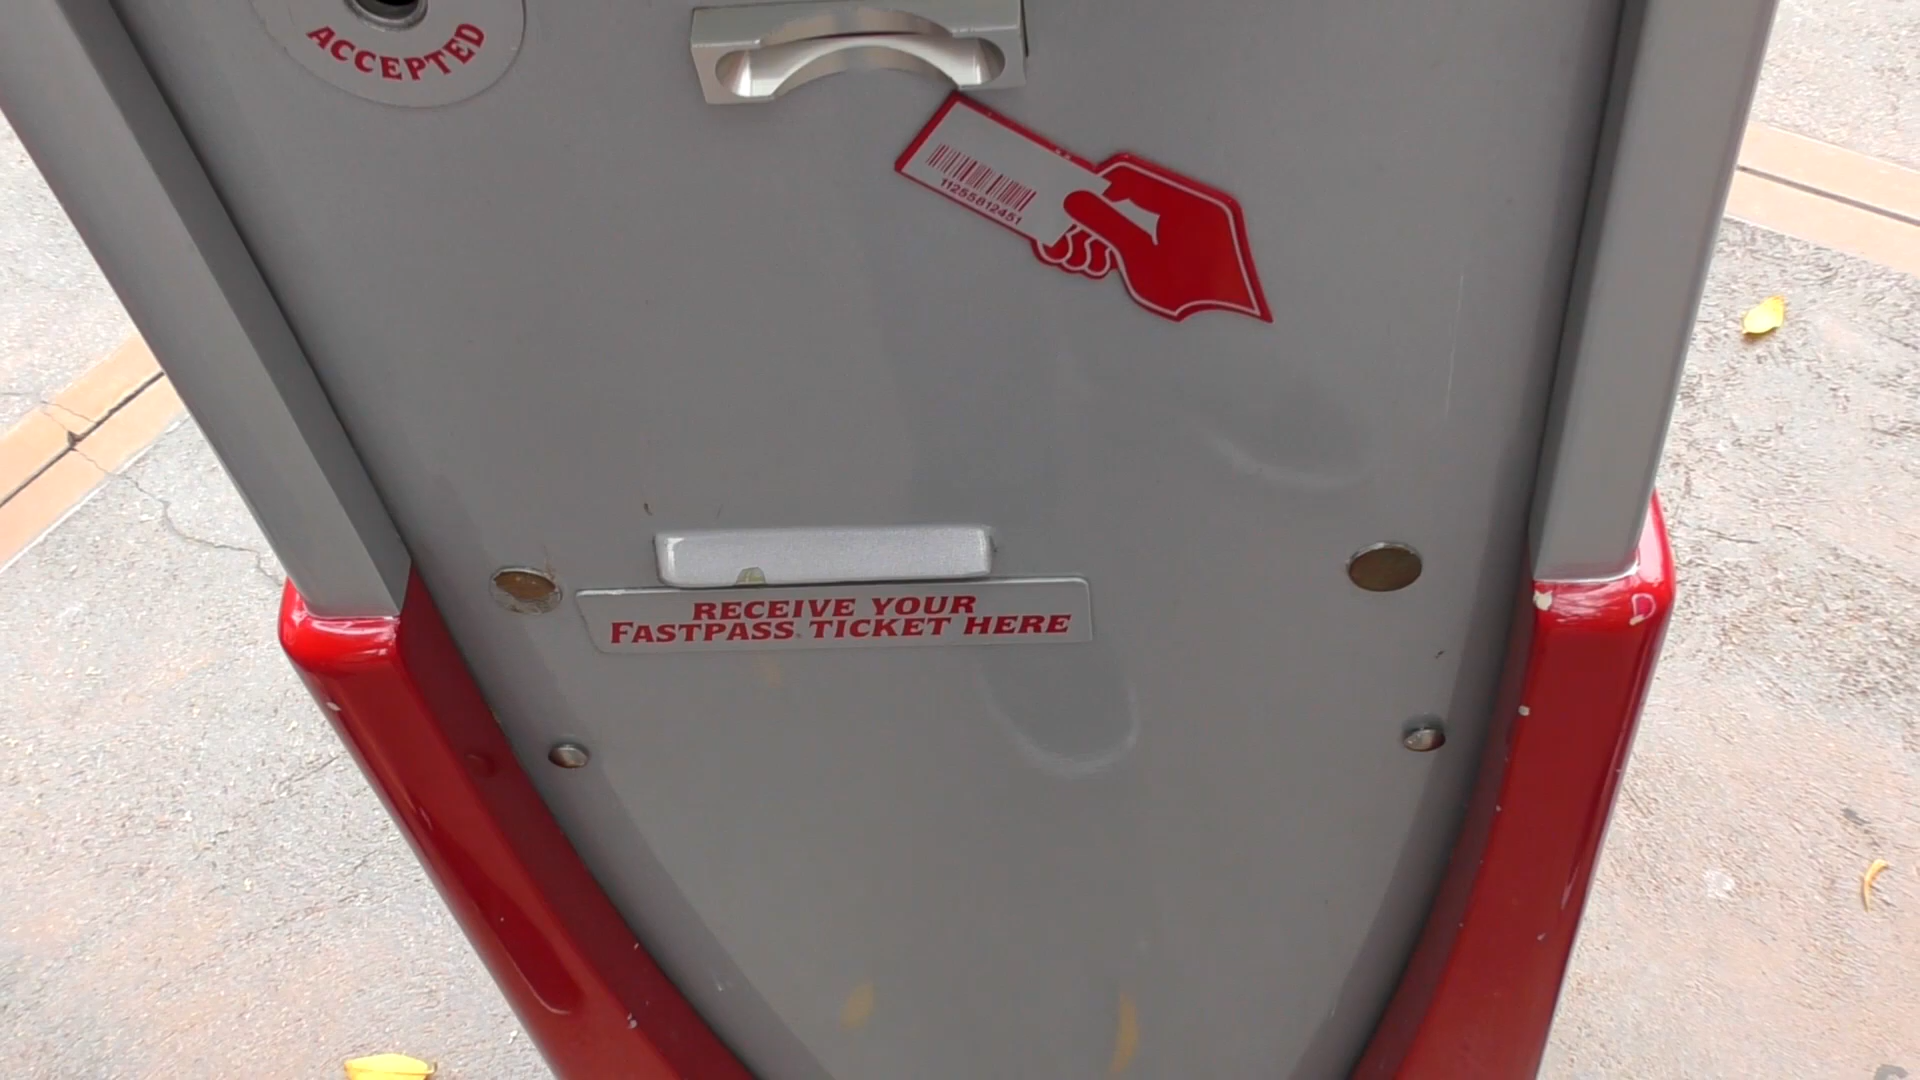 ACCEPTED
11255812451
RECEIVE YOUR
FASTPASS TICKET HERE